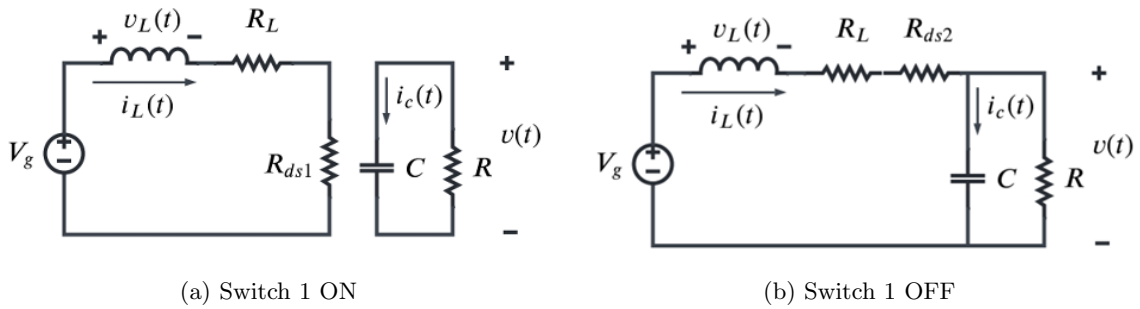 + v_L(t) − R_L
i_L(t)
V_g + −
R_ds1
i_c(t)
C
R
+
v(t)
−
(a) Switch 1 ON
+ v_L(t) − R_L R_ds2
i_L(t)
V_g + −
i_c(t)
C
R
+
v(t)
−
(b) Switch 1 OFF